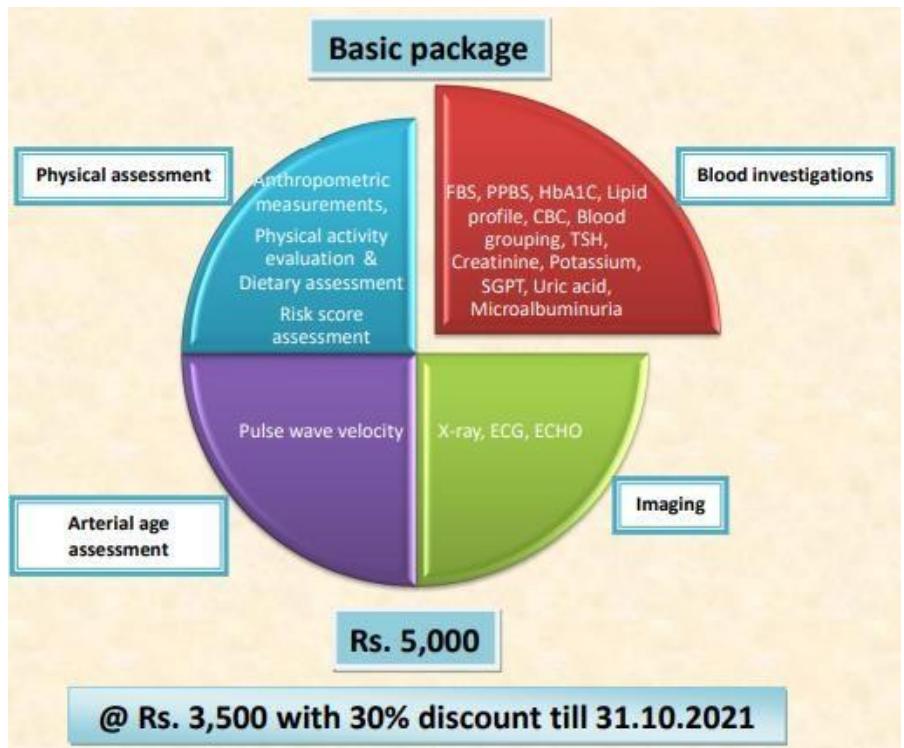 Basic package
Physical assessment
Anthropometric
measurements,
Physical activity
evaluation &
Dietary assessment
Risk score
assessment
FBS, PPBS, HbA1C, Lipid
profile, CBC, Blood
grouping, TSH,
Creatinine, Potassium,
SGPT, Uric acid,
Microalbuminuria
Blood investigations
Pulse wave velocity
X-ray, ECG, ECHO
Arterial age
assessment
Imaging
Rs. 5,000
@ Rs. 3,500 with 30% discount till 31.10.2021